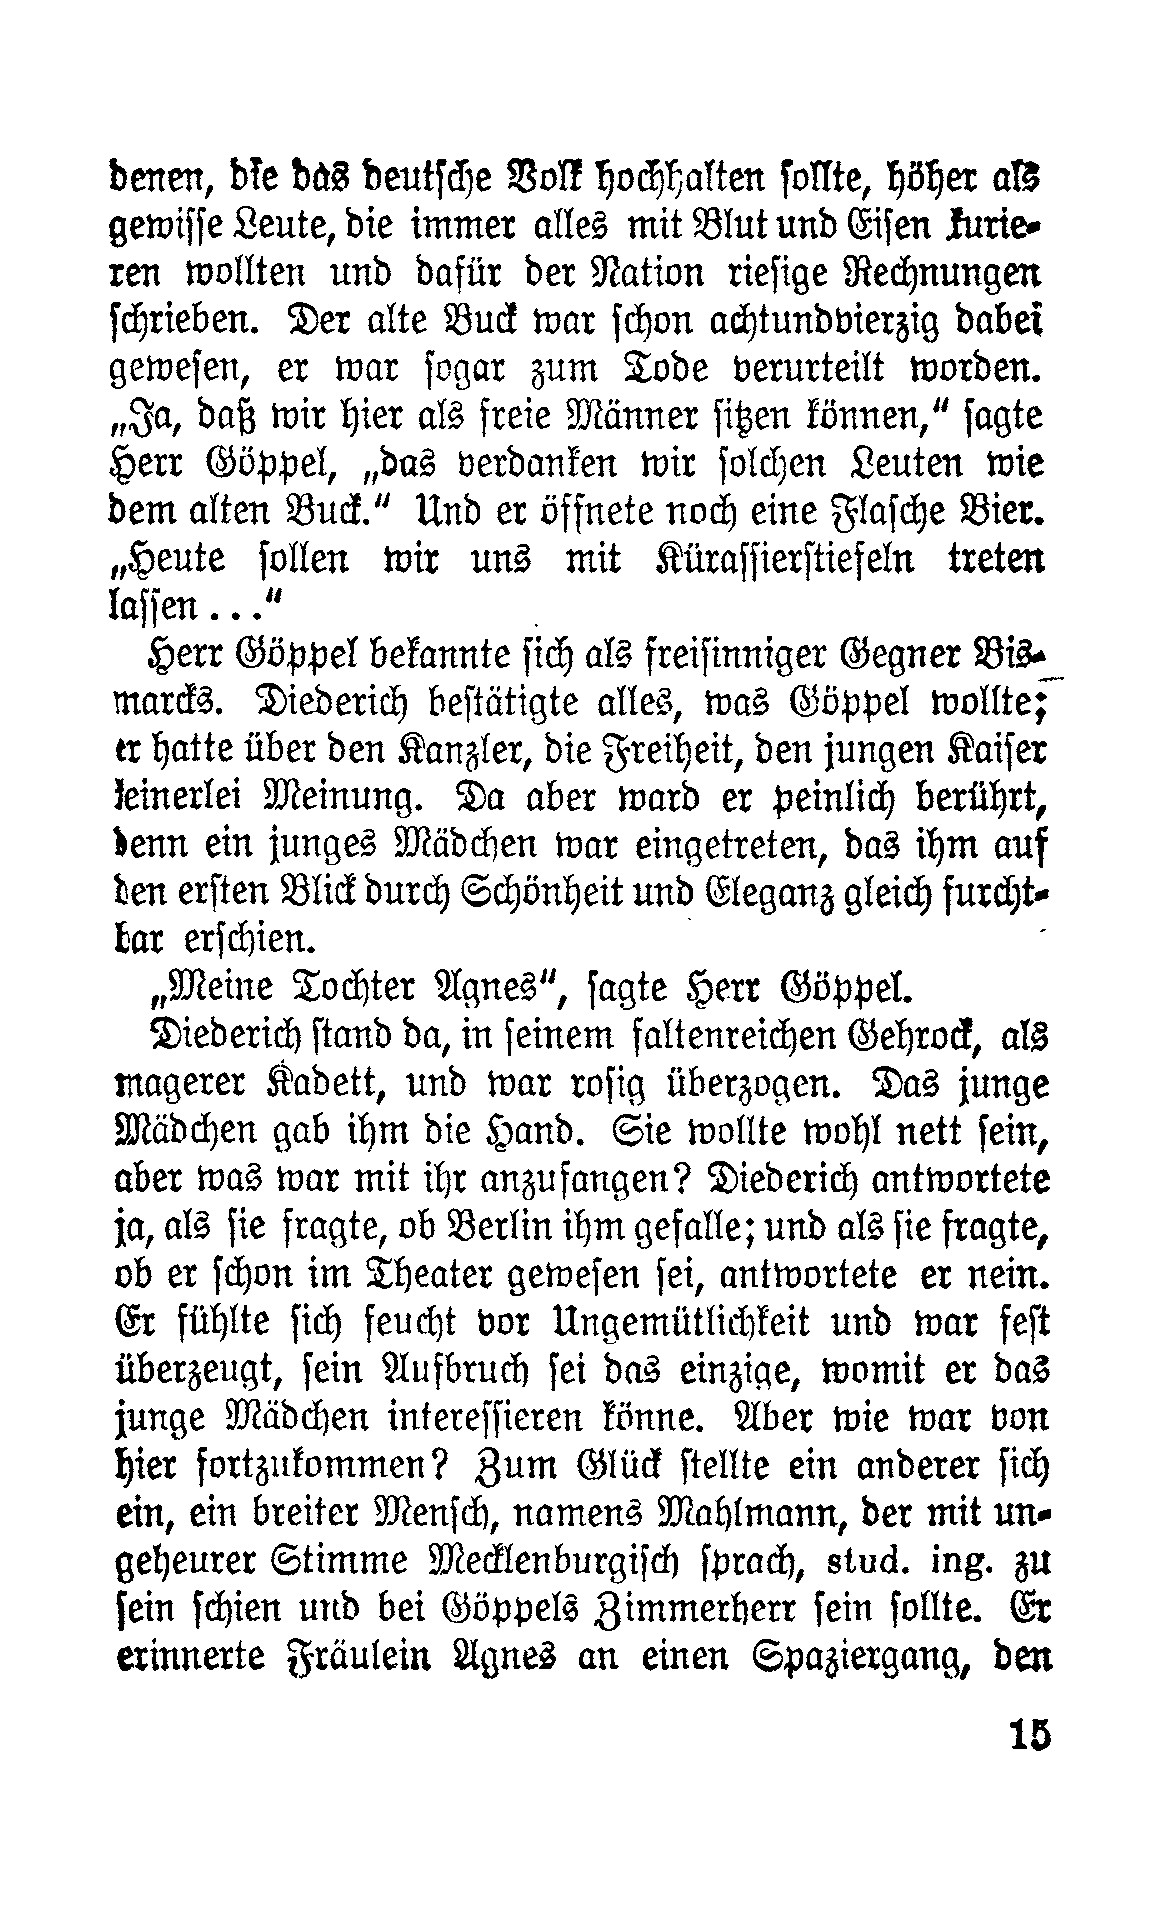 denen, die das deutsche Volk hochhalten sollte, höher als
gewisse Leute, die immer alles mit Blut und Eisen kurie-
ren wollten und dafür der Nation riesige Rechnungen
schrieben. Der alte Buck war schon achtundvierzig dabei
gewesen, er war sogar zum Tode verurteilt worden.
„Ja, daß wir hier als freie Männer sitzen können,“ sagte
Herr Göppel, „das verdanken wir solchen Leuten wie
dem alten Buck.“ Und er öffnete noch eine Flasche Bier.
„Heute sollen wir uns mit Kürassierstiefeln treten
lassen ...“
Herr Göppel bekannte sich als freisinniger Gegner Bis-
marcks. Diederich bestätigte alles, was Göppel wollte;
er hatte über den Kanzler, die Freiheit, den jungen Kaiser
keinerlei Meinung. Da aber ward er peinlich berührt,
denn ein junges Mädchen war eingetreten, das ihm auf
den ersten Blick durch Schönheit und Eleganz gleich furcht-
bar erschien.
„Meine Tochter Agnes“, sagte Herr Göppel.
Diederich stand da, in seinem faltenreichen Gehrock, als
magerer Kadett, und war rosig überzogen. Das junge
Mädchen gab ihm die Hand. Sie wollte wohl nett sein,
aber was war mit ihr anzufangen? Diederich antwortete
ja, als sie fragte, ob Berlin ihm gefalle; und als sie fragte,
ob er schon im Theater gewesen sei, antwortete er nein.
Er fühlte sich feucht vor Ungemütlichkeit und war fest
überzeugt, sein Aufbruch sei das einzige, womit er das
junge Mädchen interessieren könne. Aber wie war von
hier fortzukommen? Zum Glück stellte ein anderer sich
ein, ein breiter Mensch, namens Mahlmann, der mit un-
geheurer Stimme Mecklenburgisch sprach, stud. ing. zu
sein schien und bei Göppels Zimmerherr sein sollte. Er
erinnerte Fräulein Agnes an einen Spaziergang, den
15